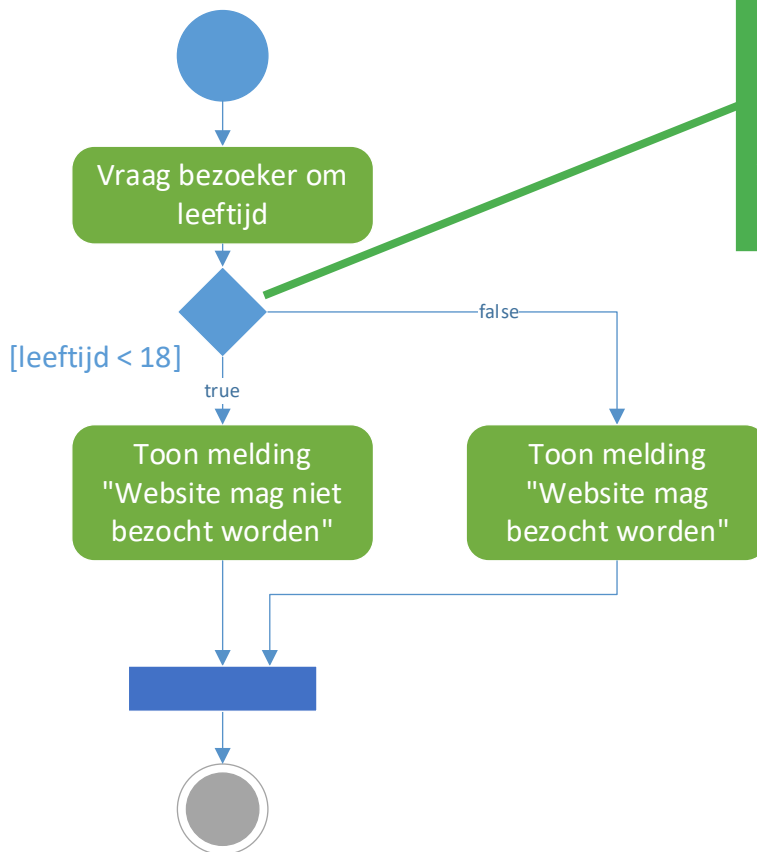 Vraag bezoeker om
leeftijd
false
[leeftijd < 18]
true
Toon melding
"Website mag niet
bezocht worden"
Toon melding
"Website mag
bezocht worden"